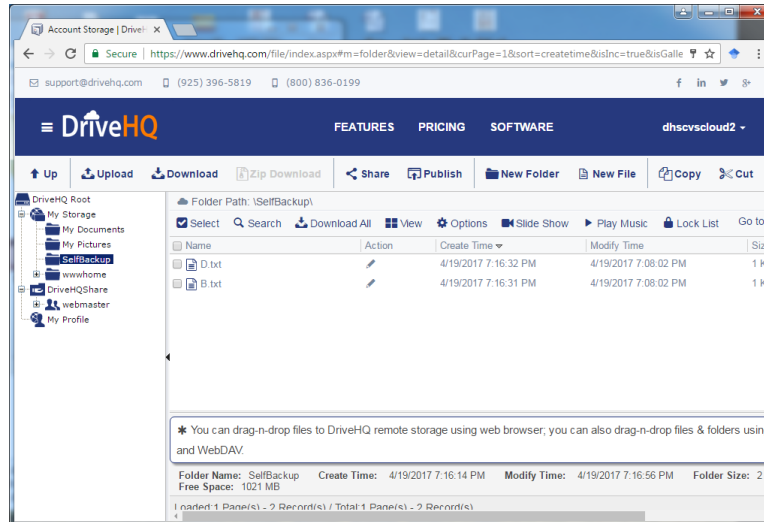 Account Storage | DriveH
Secure | https://www.drivehq.com/file/index.aspx#m=folder&view=detail&curPage=1&sort=createtime&isInc=true&isGalle
support@drivehq.com (925) 396-5819 (800) 836-0199
DriveHQ FEATURES PRICING SOFTWARE dhscvscloud2
Up Upload Download Zip Download Share Publish New Folder New File Copy Cut
DriveHQ Root
My Storage
My Documents
My Pictures
SelfBackup
wwwhome
DriveHQShare
webmaster
My Profile
Folder Path: \SelfBackup\
Select Search Download All View Options Slide Show Play Music Lock List Go to
Name Action Create Time Modify Time Siz
D.txt 4/19/2017 7:16:32 PM 4/19/2017 7:08:02 PM 1 K
B.txt 4/19/2017 7:16:31 PM 4/19/2017 7:08:02 PM 1 K
✱ You can drag-n-drop files to DriveHQ remote storage using web browser; you can also drag-n-drop files & folders usin
and WebDAV.
Folder Name: SelfBackup Create Time: 4/19/2017 7:16:14 PM Modify Time: 4/19/2017 7:16:56 PM Folder Size: 2
Free Space: 1021 MB
Loaded:1 Page(s) - 2 Record(s) / Total:1 Page(s) - 2 Record(s)